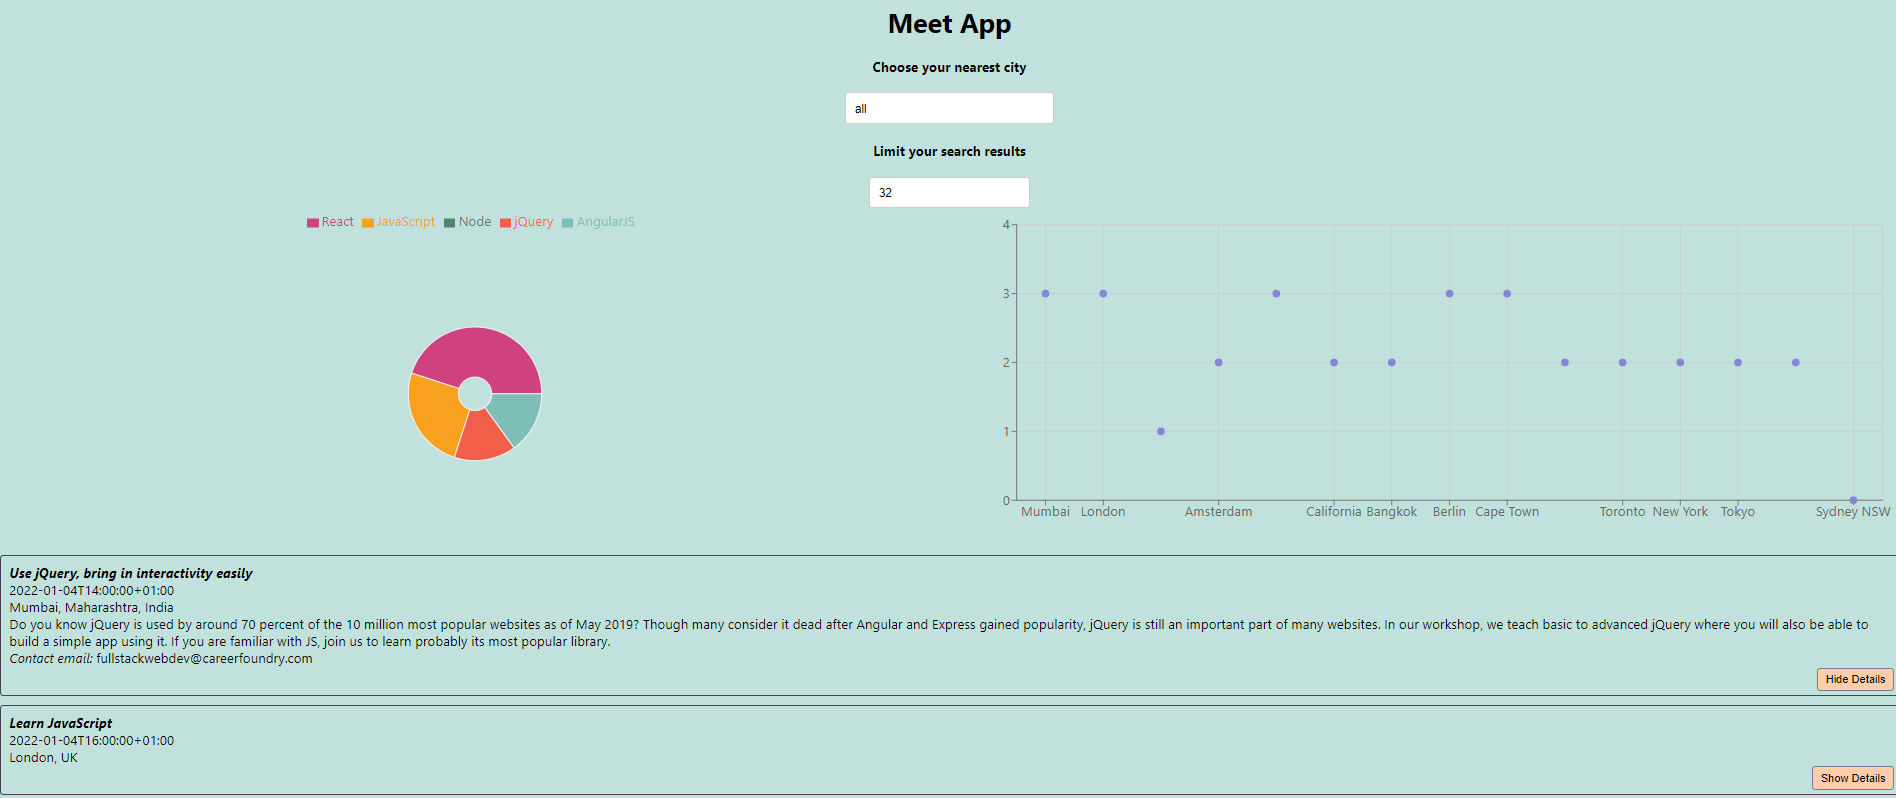 Meet App
Choose your nearest city
all
Limit your search results
32
React JavaScript Node jQuery AngularJS
4
3
2
1
0
Mumbai London Amsterdam California Bangkok Berlin Cape Town Toronto New York Tokyo Sydney NSW
Use jQuery, bring in interactivity easily
2022-01-04T14:00:00+01:00
Mumbai, Maharashtra, India
Do you know jQuery is used by around 70 percent of the 10 million most popular websites as of May 2019? Though many consider it dead after Angular and Express gained popularity, jQuery is still an important part of many websites. In our workshop, we teach basic to advanced jQuery where you will also be able to
build a simple app using it. If you are familiar with JS, join us to learn probably its most popular library.
Contact email: fullstackwebdev@careerfoundry.com
Hide Details
Learn JavaScript
2022-01-04T16:00:00+01:00
London, UK
Show Details